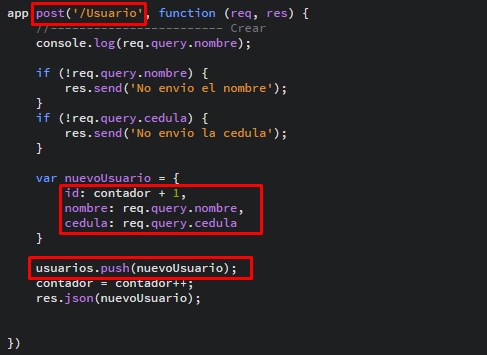 app post('/Usuario', function (req, res) {
//----------------------- Crear
console.log(req.query.nombre);
if (!req.query.nombre) {
res.send('No envio el nombre');
}
if (!req.query.cedula) {
res.send('No envio la cedula');
}
var nuevoUsuario = {
id: contador + 1,
nombre: req.query.nombre,
cedula: req.query.cedula
}
usuarios.push(nuevoUsuario);
contador = contador++;
res.json(nuevoUsuario);
})